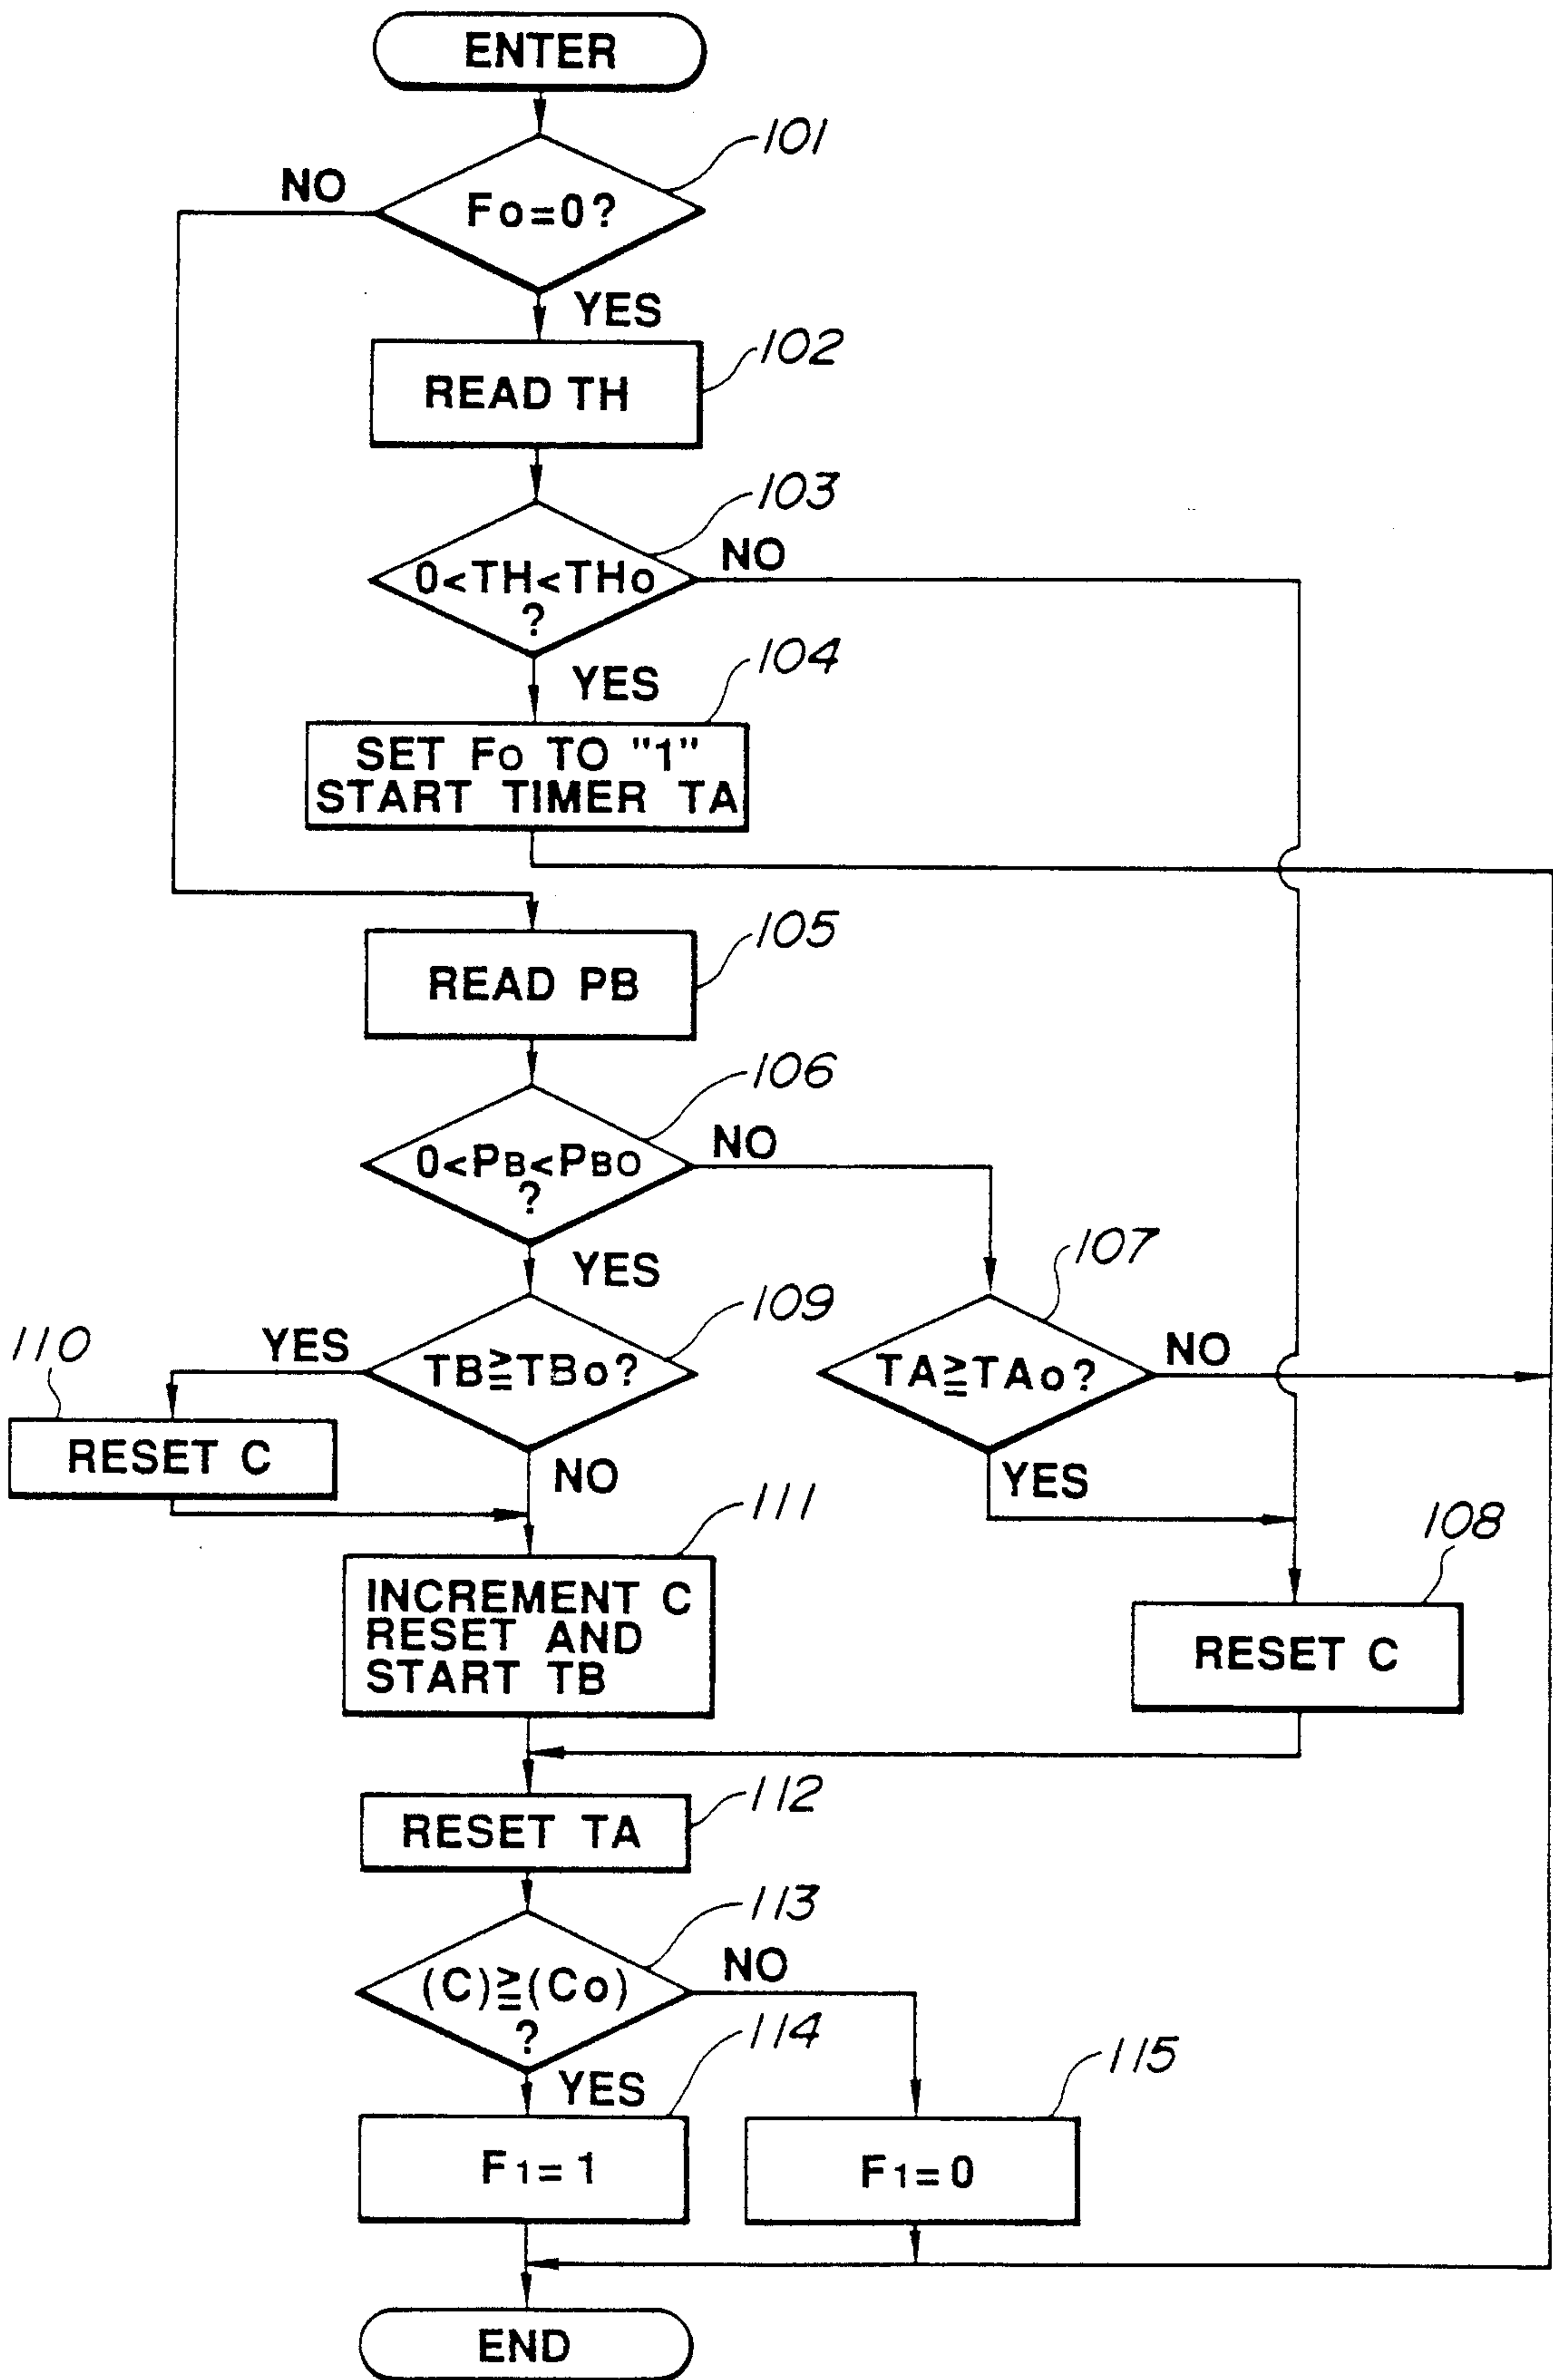 ENTER
101
NO
Fo=0?
YES
102
READ TH
103
0<TH<THo
?
NO
YES
104
SET Fo TO "1"
START TIMER TA
105
READ PB
106
0<PB<PBO
?
NO
YES
107
109
110
YES
TB≧TBo?
TA≧TAo?
NO
RESET C
NO
YES
111
108
INCREMENT C
RESET AND
START TB
RESET C
112
RESET TA
113
(C)≧(Co)
?
NO
YES
114
115
F1=1
F1=0
END